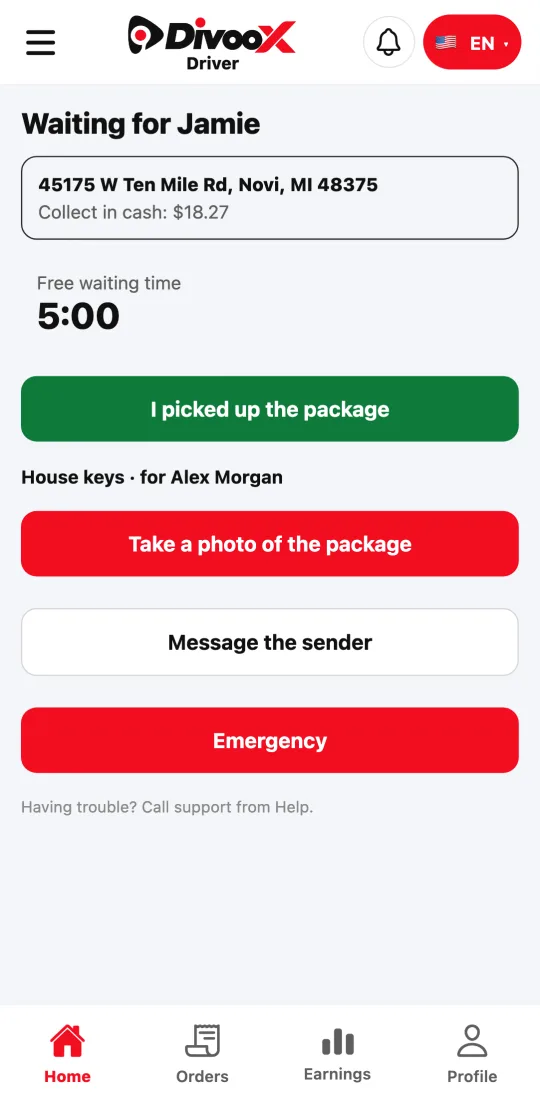 DivooX
Driver
EN
Waiting for Jamie
45175 W Ten Mile Rd, Novi, MI 48375
Collect in cash: $18.27
Free waiting time
5:00
I picked up the package
House keys · for Alex Morgan
Take a photo of the package
Message the sender
Emergency
Having trouble? Call support from Help.
Home
Orders
Earnings
Profile